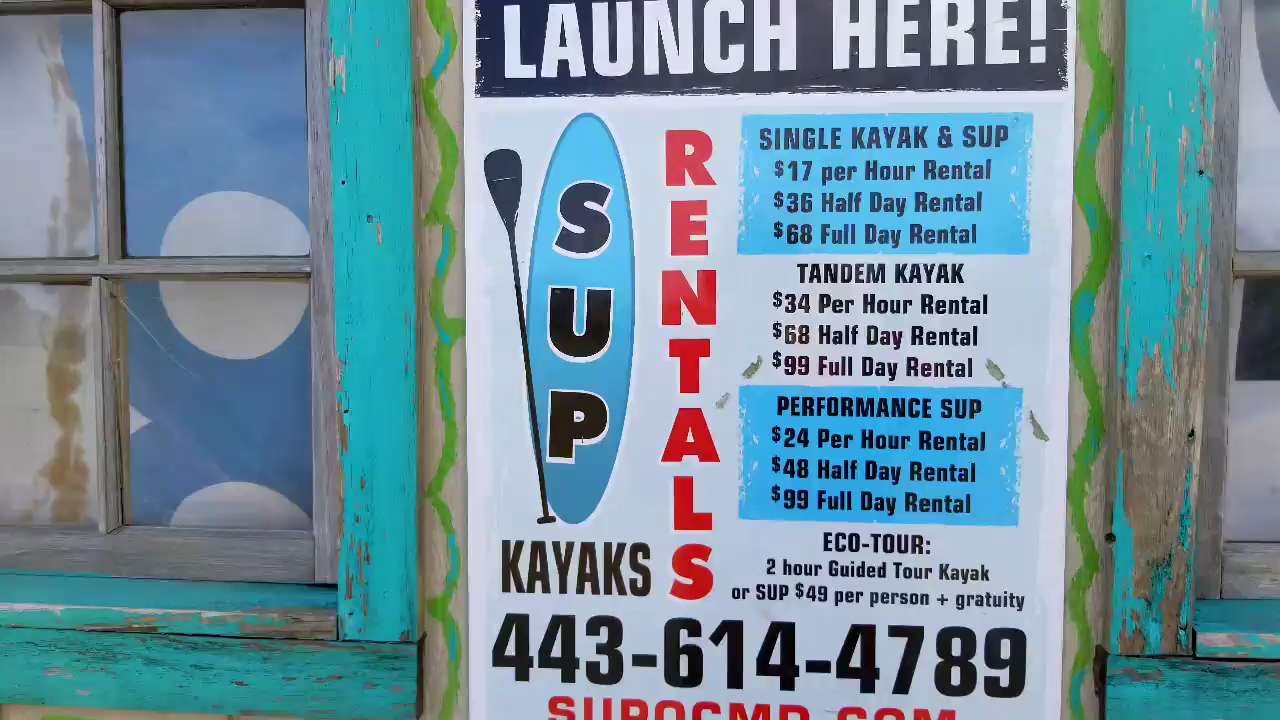 LAUNCH HERE!
SUP
KAYAKS
RENTALS
SINGLE KAYAK & SUP
$17 per Hour Rental
$36 Half Day Rental
$68 Full Day Rental
TANDEM KAYAK
$34 Per Hour Rental
$68 Half Day Rental
$99 Full Day Rental
PERFORMANCE SUP
$24 Per Hour Rental
$48 Half Day Rental
$99 Full Day Rental
ECO-TOUR:
2 hour Guided Tour Kayak
or SUP $49 per person + gratuity
443-614-4789
SUPOCMD.COM